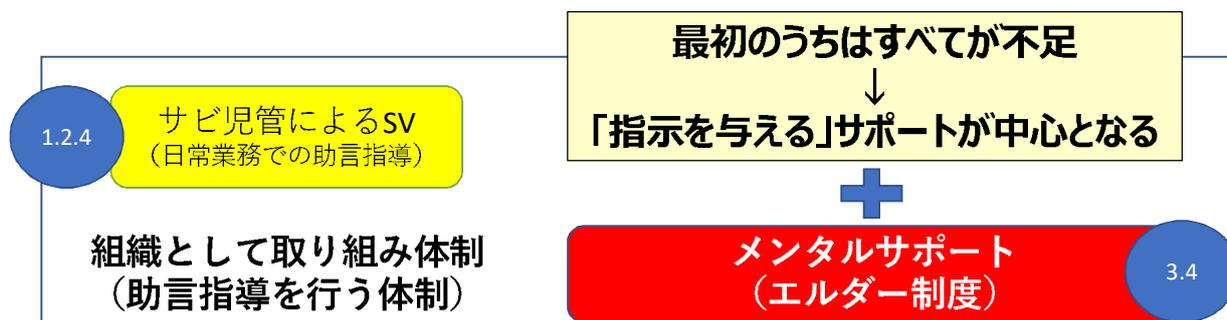 最初のうちはすべてが不足
↓
「指示を与える」サポートが中心となる
1.2.4
サビ児管によるSV
(日常業務での助言指導)
組織として取り組み体制
(助言指導を行う体制)
メンタルサポート
(エルダー制度)
3.4